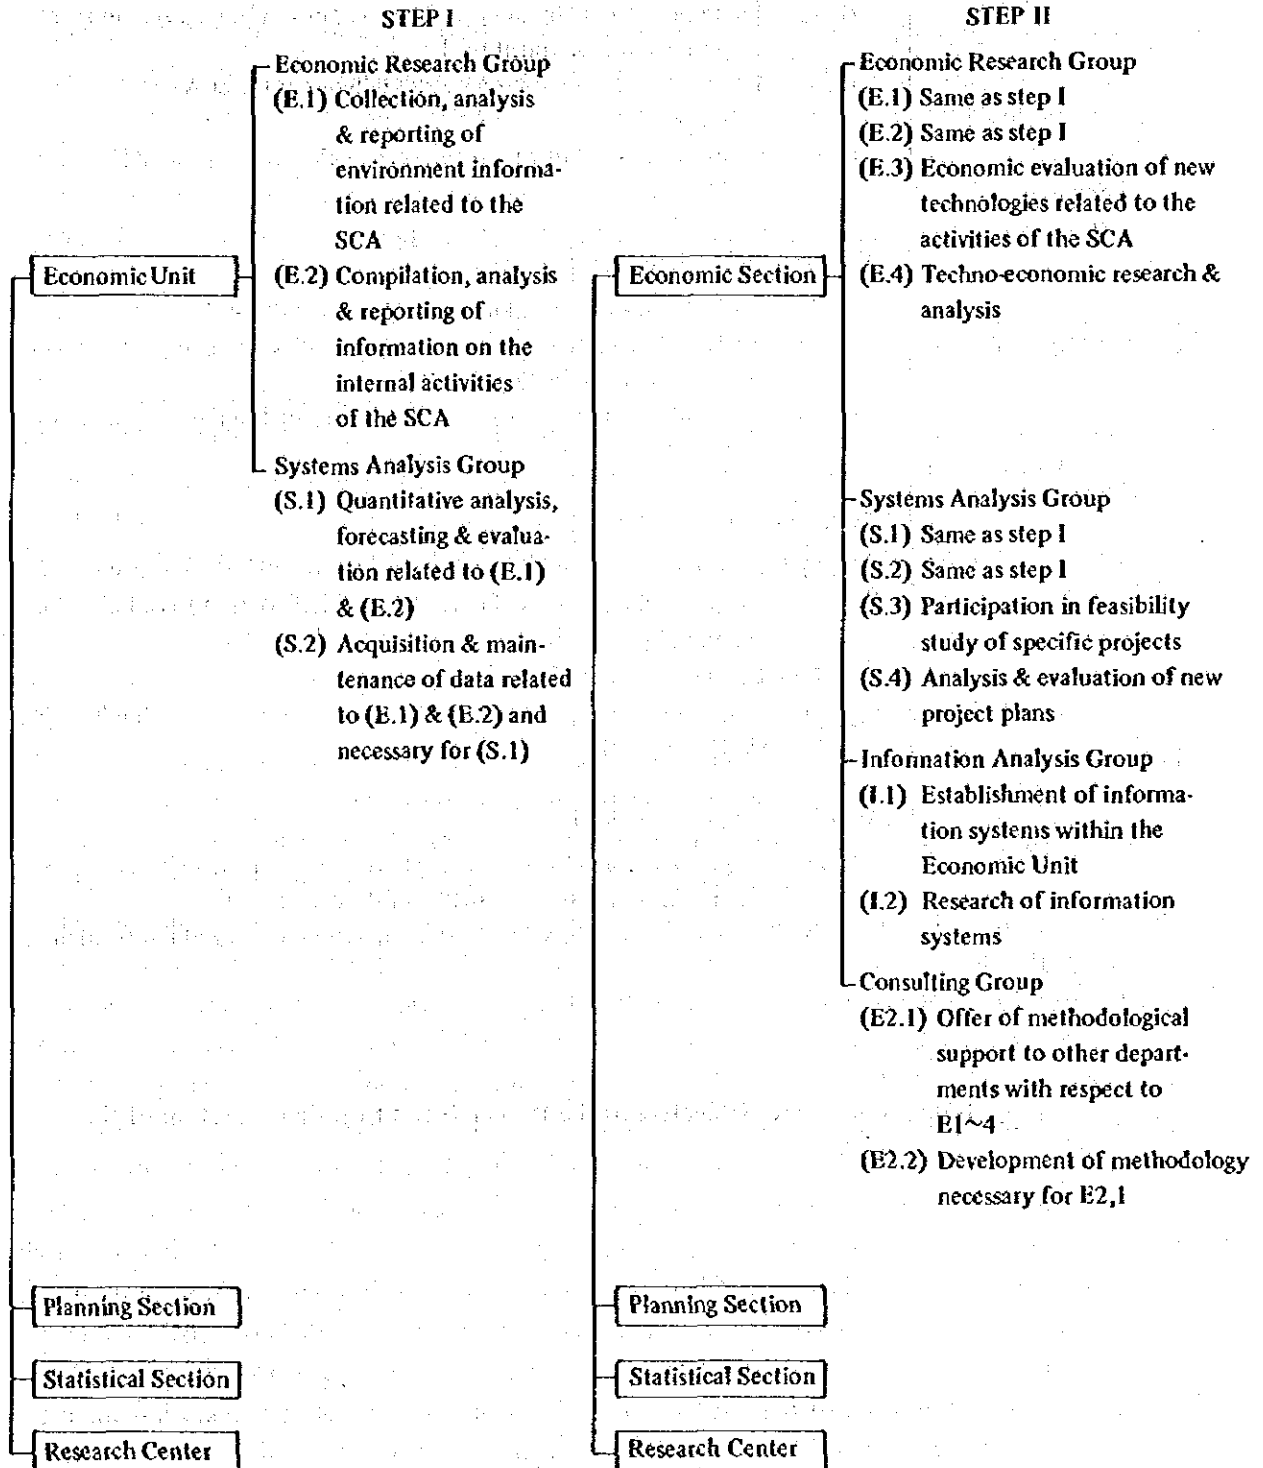 STEP I
Economic Research Group
(E.1) Collection, analysis
& reporting of
environment informa-
tion related to the
SCA
Economic Unit
(E.2) Compilation, analysis
& reporting of
information on the
internal activities
of the SCA
Systems Analysis Group
(S.1) Quantitative analysis,
forecasting & evalua-
tion related to (E.1)
& (E.2)
(S.2) Acquisition & main-
tenance of data related
to (E.1) & (E.2) and
necessary for (S.1)
Planning Section
Statistical Section
Research Center
STEP II
Economic Research Group
(E.1) Same as step I
(E.2) Same as step I
(E.3) Economic evaluation of new
technologies related to the
activities of the SCA
Economic Section
(E.4) Techno-economic research &
analysis
Systems Analysis Group
(S.1) Same as step I
(S.2) Same as step I
(S.3) Participation in feasibility
study of specific projects
(S.4) Analysis & evaluation of new
project plans
Information Analysis Group
(I.1) Establishment of informa-
tion systems within the
Economic Unit
(I.2) Research of information
systems
Consulting Group
(E2.1) Offer of methodological
support to other depart-
ments with respect to
E1~4
(E2.2) Development of methodology
necessary for E2,1
Planning Section
Statistical Section
Research Center